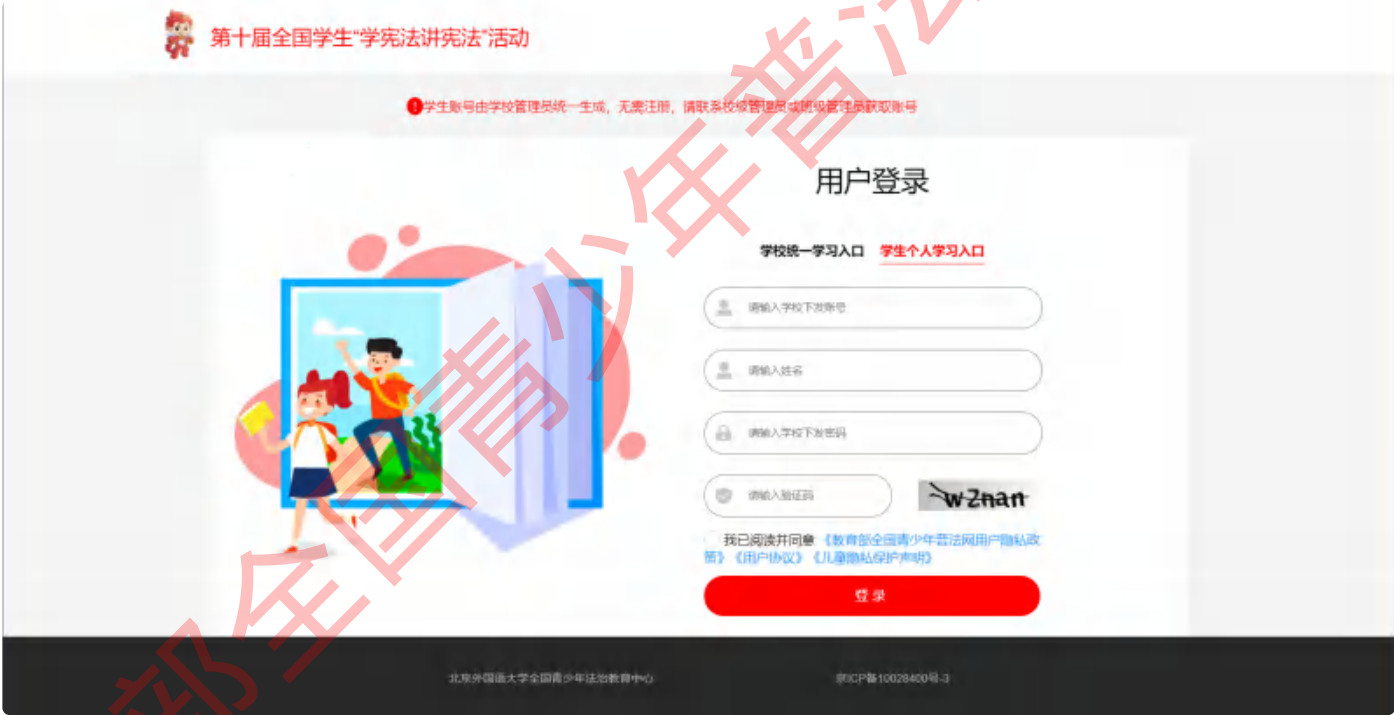 第十届全国学生“学宪法讲宪法”活动
学生账号由学校管理员统一生成，无需注册，请联系校级管理员或班级管理员获取账号
用户登录
学校统一学习入口 学生个人学习入口
请输入学校下发账号
请输入姓名
请输入学校下发密码
请输入验证码
w2nan
我已阅读并同意 《教育部全国青少年普法网用户隐私政
策》《用户协议》《儿童隐私保护声明》
登 录
北京外国语大学全国青少年法治教育中心 京ICP备10028400号-3
部全国青少年普法